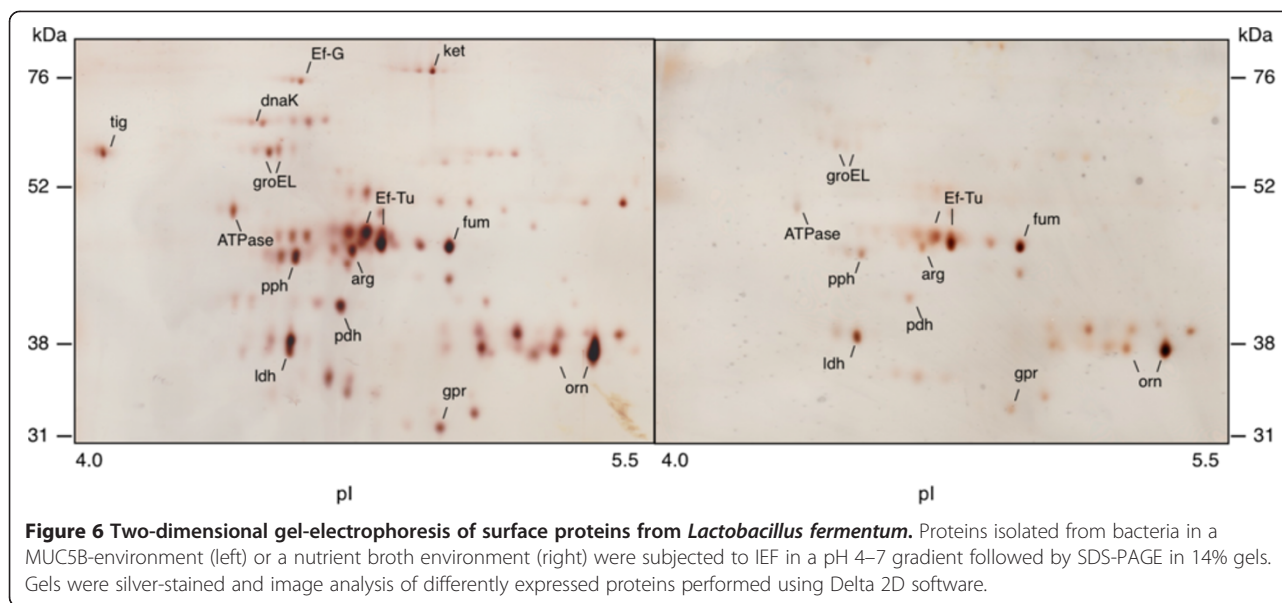 kDa
kDa
Ef-G
ket
76
76
dnaK
tig
groEL
groEL
52
52
Ef-Tu
Ef-Tu
ATPase
fum
ATPase
fum
pph
arg
pph
arg
pdh
pdh
38
38
ldh
ldh
orn
orn
gpr
gpr
31
31
4.0
5.5
4.0
5.5
pI
pI
Figure 6 Two-dimensional gel-electrophoresis of surface proteins from Lactobacillus fermentum. Proteins isolated from bacteria in a
MUC5B-environment (left) or a nutrient broth environment (right) were subjected to IEF in a pH 4–7 gradient followed by SDS-PAGE in 14% gels.
Gels were silver-stained and image analysis of differently expressed proteins performed using Delta 2D software.